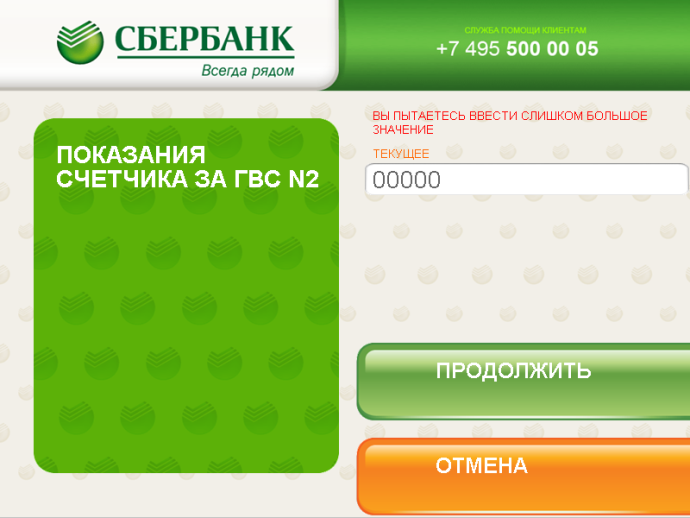 СБЕРБАНК
Всегда рядом
СЛУЖБА ПОМОЩИ КЛИЕНТАМ
+7 495 500 00 05
ПОКАЗАНИЯ
СЧЕТЧИКА ЗА ГВС N2
ВЫ ПЫТАЕТЕСЬ ВВЕСТИ СЛИШКОМ БОЛЬШОЕ
ЗНАЧЕНИЕ
ТЕКУЩЕЕ
00000
ПРОДОЛЖИТЬ
ОТМЕНА